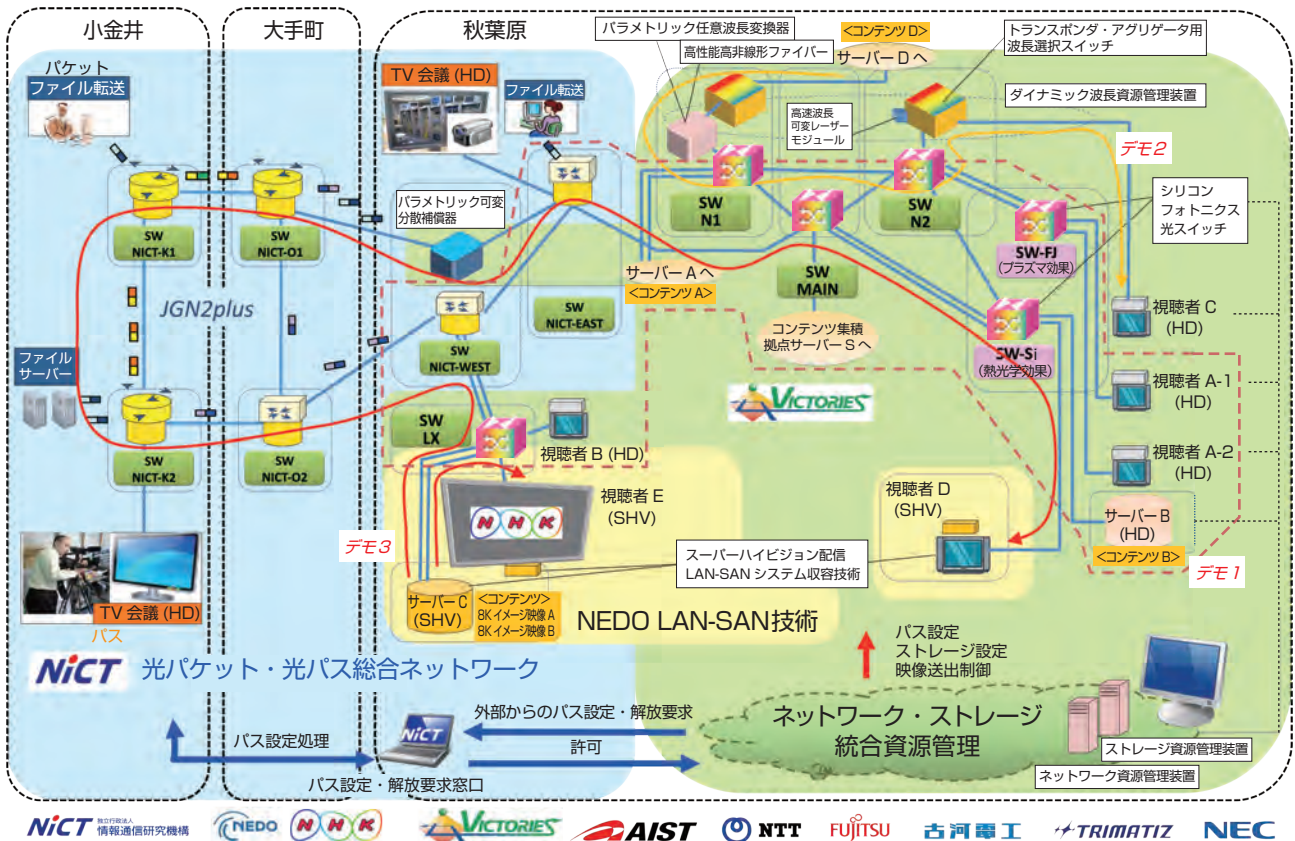 小金井
大手町
秋葉原
パケット
ファイル転送
TV 会議 (HD)
ファイル転送
パラメトリック任意波長変換器
高性能高非線形ファイバー
<コンテンツ D>
サーバー D へ
トランスポンダ・アグリゲータ用
波長選択スイッチ
ダイナミック波長資源管理装置
高速波長
可変レーザー
モジュール
デモ2
シリコン
フォトニクス
光スイッチ
パラメトリック可変
分散補償器
SW
NICT-K1
SW
NICT-O1
SW
N1
SW
N2
SW-FJ
(プラズマ効果)
サーバー A へ
<コンテンツ A>
SW
MAIN
JGN2plus
SW
NICT-EAST
視聴者 C
(HD)
コンテンツ集積
拠点サーバー S へ
SW-Si
(熱光学効果)
SW
NICT-WEST
ファイル
サーバー
VICTORIES
視聴者 A-1
(HD)
SW
LX
視聴者 B (HD)
視聴者 A-2
(HD)
SW
NICT-K2
SW
NICT-O2
視聴者 E
(SHV)
NHK
視聴者 D
(SHV)
サーバー B
(HD)
<コンテンツ B>
デモ3
デモ1
スーパーハイビジョン配信
LAN-SAN システム収容技術
サーバー C
(SHV)
<コンテンツ>
8K イメージ映像 A
8K イメージ映像 B
NEDO LAN-SAN技術
TV 会議 (HD)
パス
パス設定
ストレージ設定
映像送出制御
NiCT 光パケット・光パス総合ネットワーク
外部からのパス設定・解放要求
ネットワーク・ストレージ
統合資源管理
パス設定処理
NiCT
許可
ストレージ資源管理装置
パス設定・解放要求窓口
ネットワーク資源管理装置
NiCT 独立行政法人 情報通信研究機構
NEDO
NHK
VICTORIES
AIST
NTT
FUJITSU
古河電工
TRIMATIZ
NEC